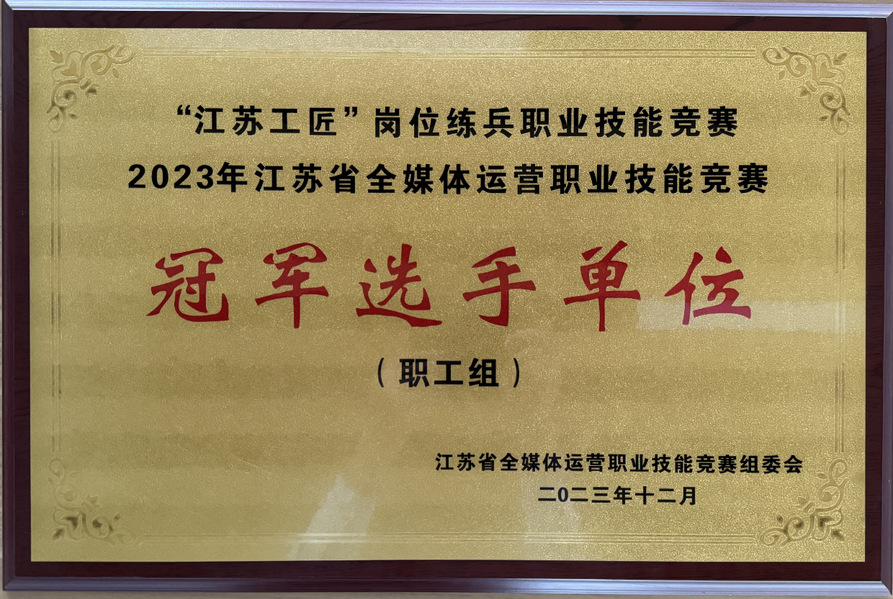 “江苏工匠”岗位练兵职业技能竞赛
2023年江苏省全媒体运营职业技能竞赛
冠军选手单位
（职工组）
江苏省全媒体运营职业技能竞赛组委会
二0二三年十二月